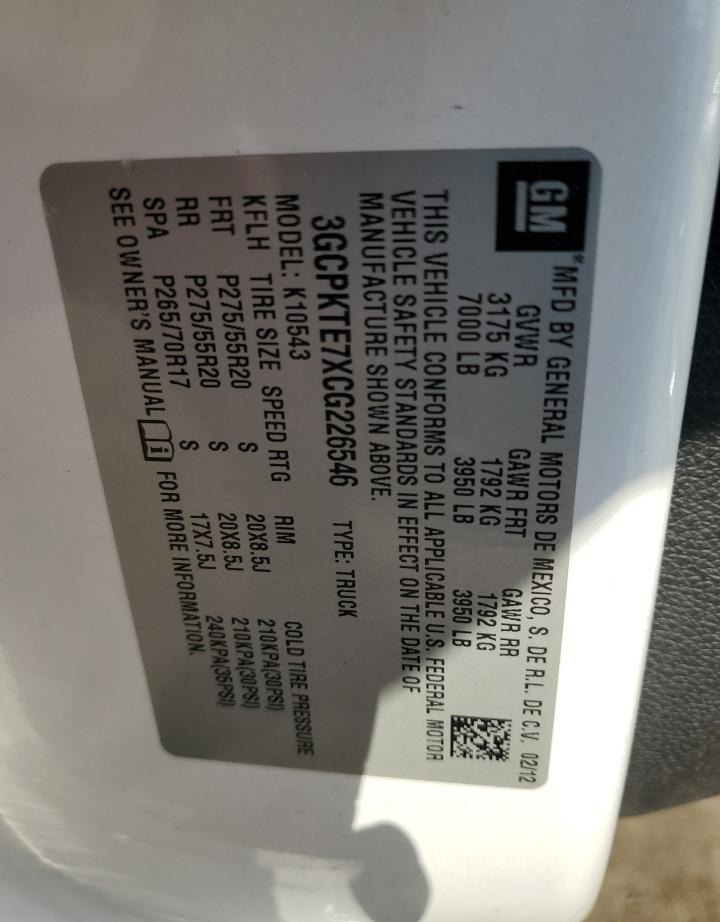 GM® MFD BY GENERAL MOTORS DE MEXICO, S. DE R.L. DE C.V. 02/12
GVWR GAWR FRT GAWR RR
3175 KG 1792 KG 1792 KG
7000 LB 3950 LB 3950 LB
THIS VEHICLE CONFORMS TO ALL APPLICABLE U.S. FEDERAL MOTOR
VEHICLE SAFETY STANDARDS IN EFFECT ON THE DATE OF
MANUFACTURE SHOWN ABOVE.
3GCPKTE7XCG226546 TYPE: TRUCK
MODEL: K10543
KFLH TIRE SIZE SPEED RTG RIM COLD TIRE PRESSURE
FRT P275/55R20 S 20X8.5J 210KPA(30PSI)
RR P275/55R20 S 20X8.5J 210KPA(30PSI)
SPA P265/70R17 S 17X7.5J 240KPA(35PSI)
SEE OWNER'S MANUAL FOR MORE INFORMATION.